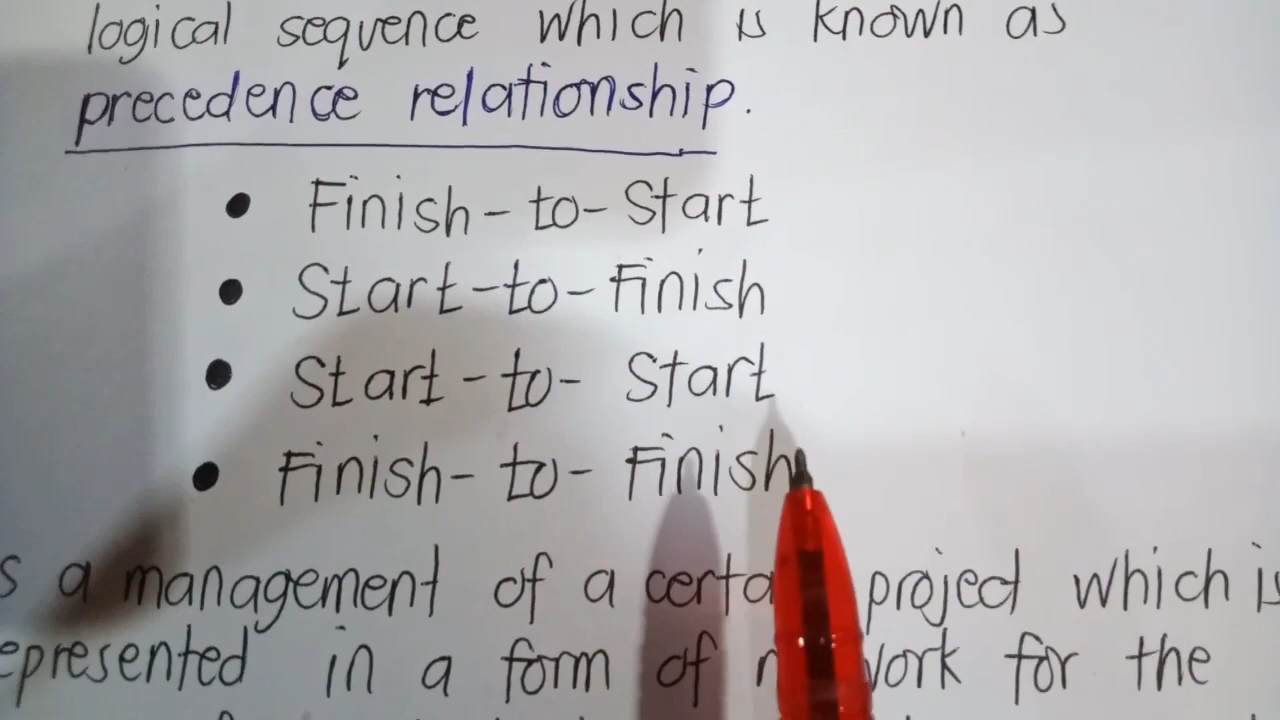 logical sequence which is known as
precedence relationship.
• Finish-to-Start
• Start-to-Finish
• Start-to-Start
• Finish-to-Finish
a management of a project which is
in a form of for the